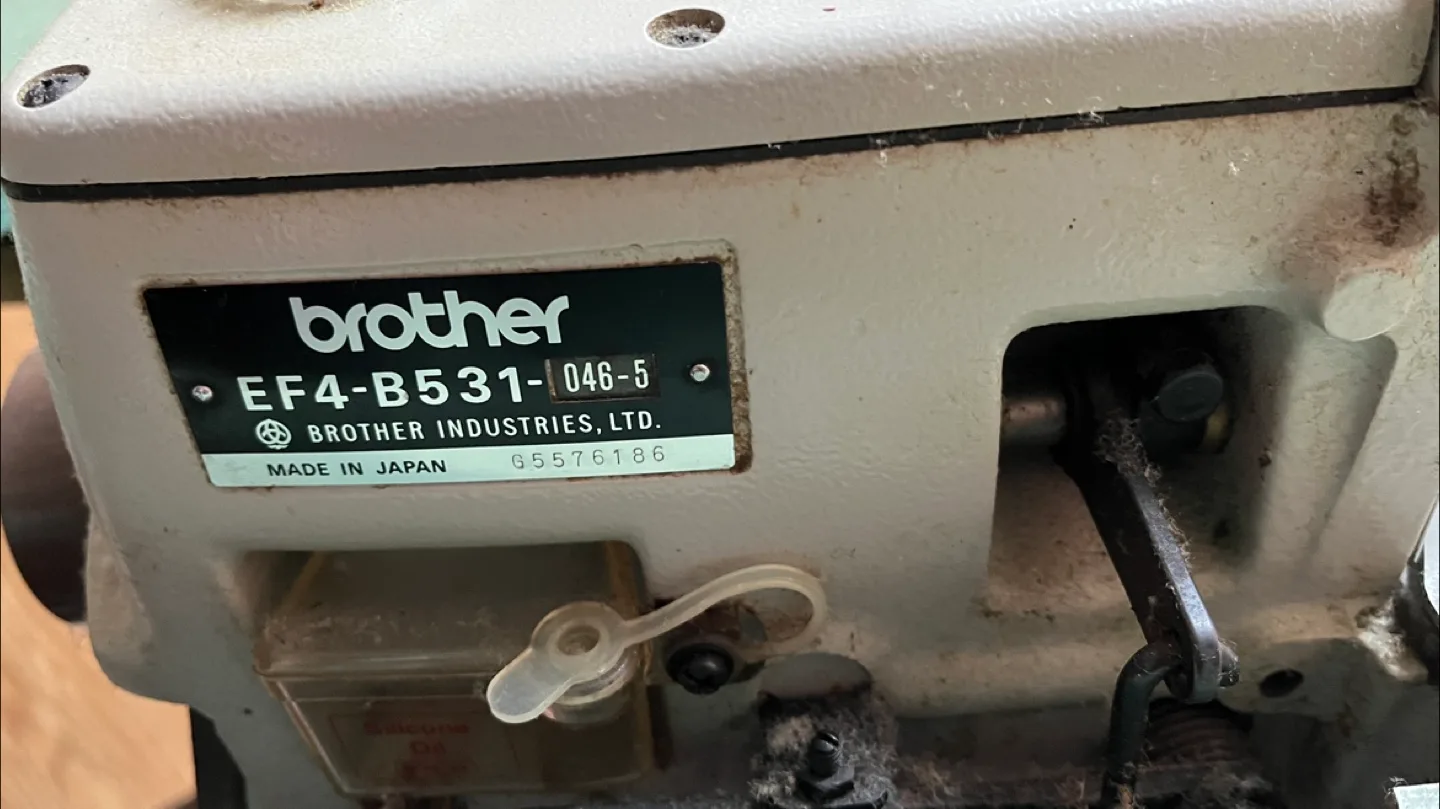 brother
EF4-B531-046-5
BROTHER INDUSTRIES, LTD.
MADE IN JAPAN G5576186
Silicone
Oil